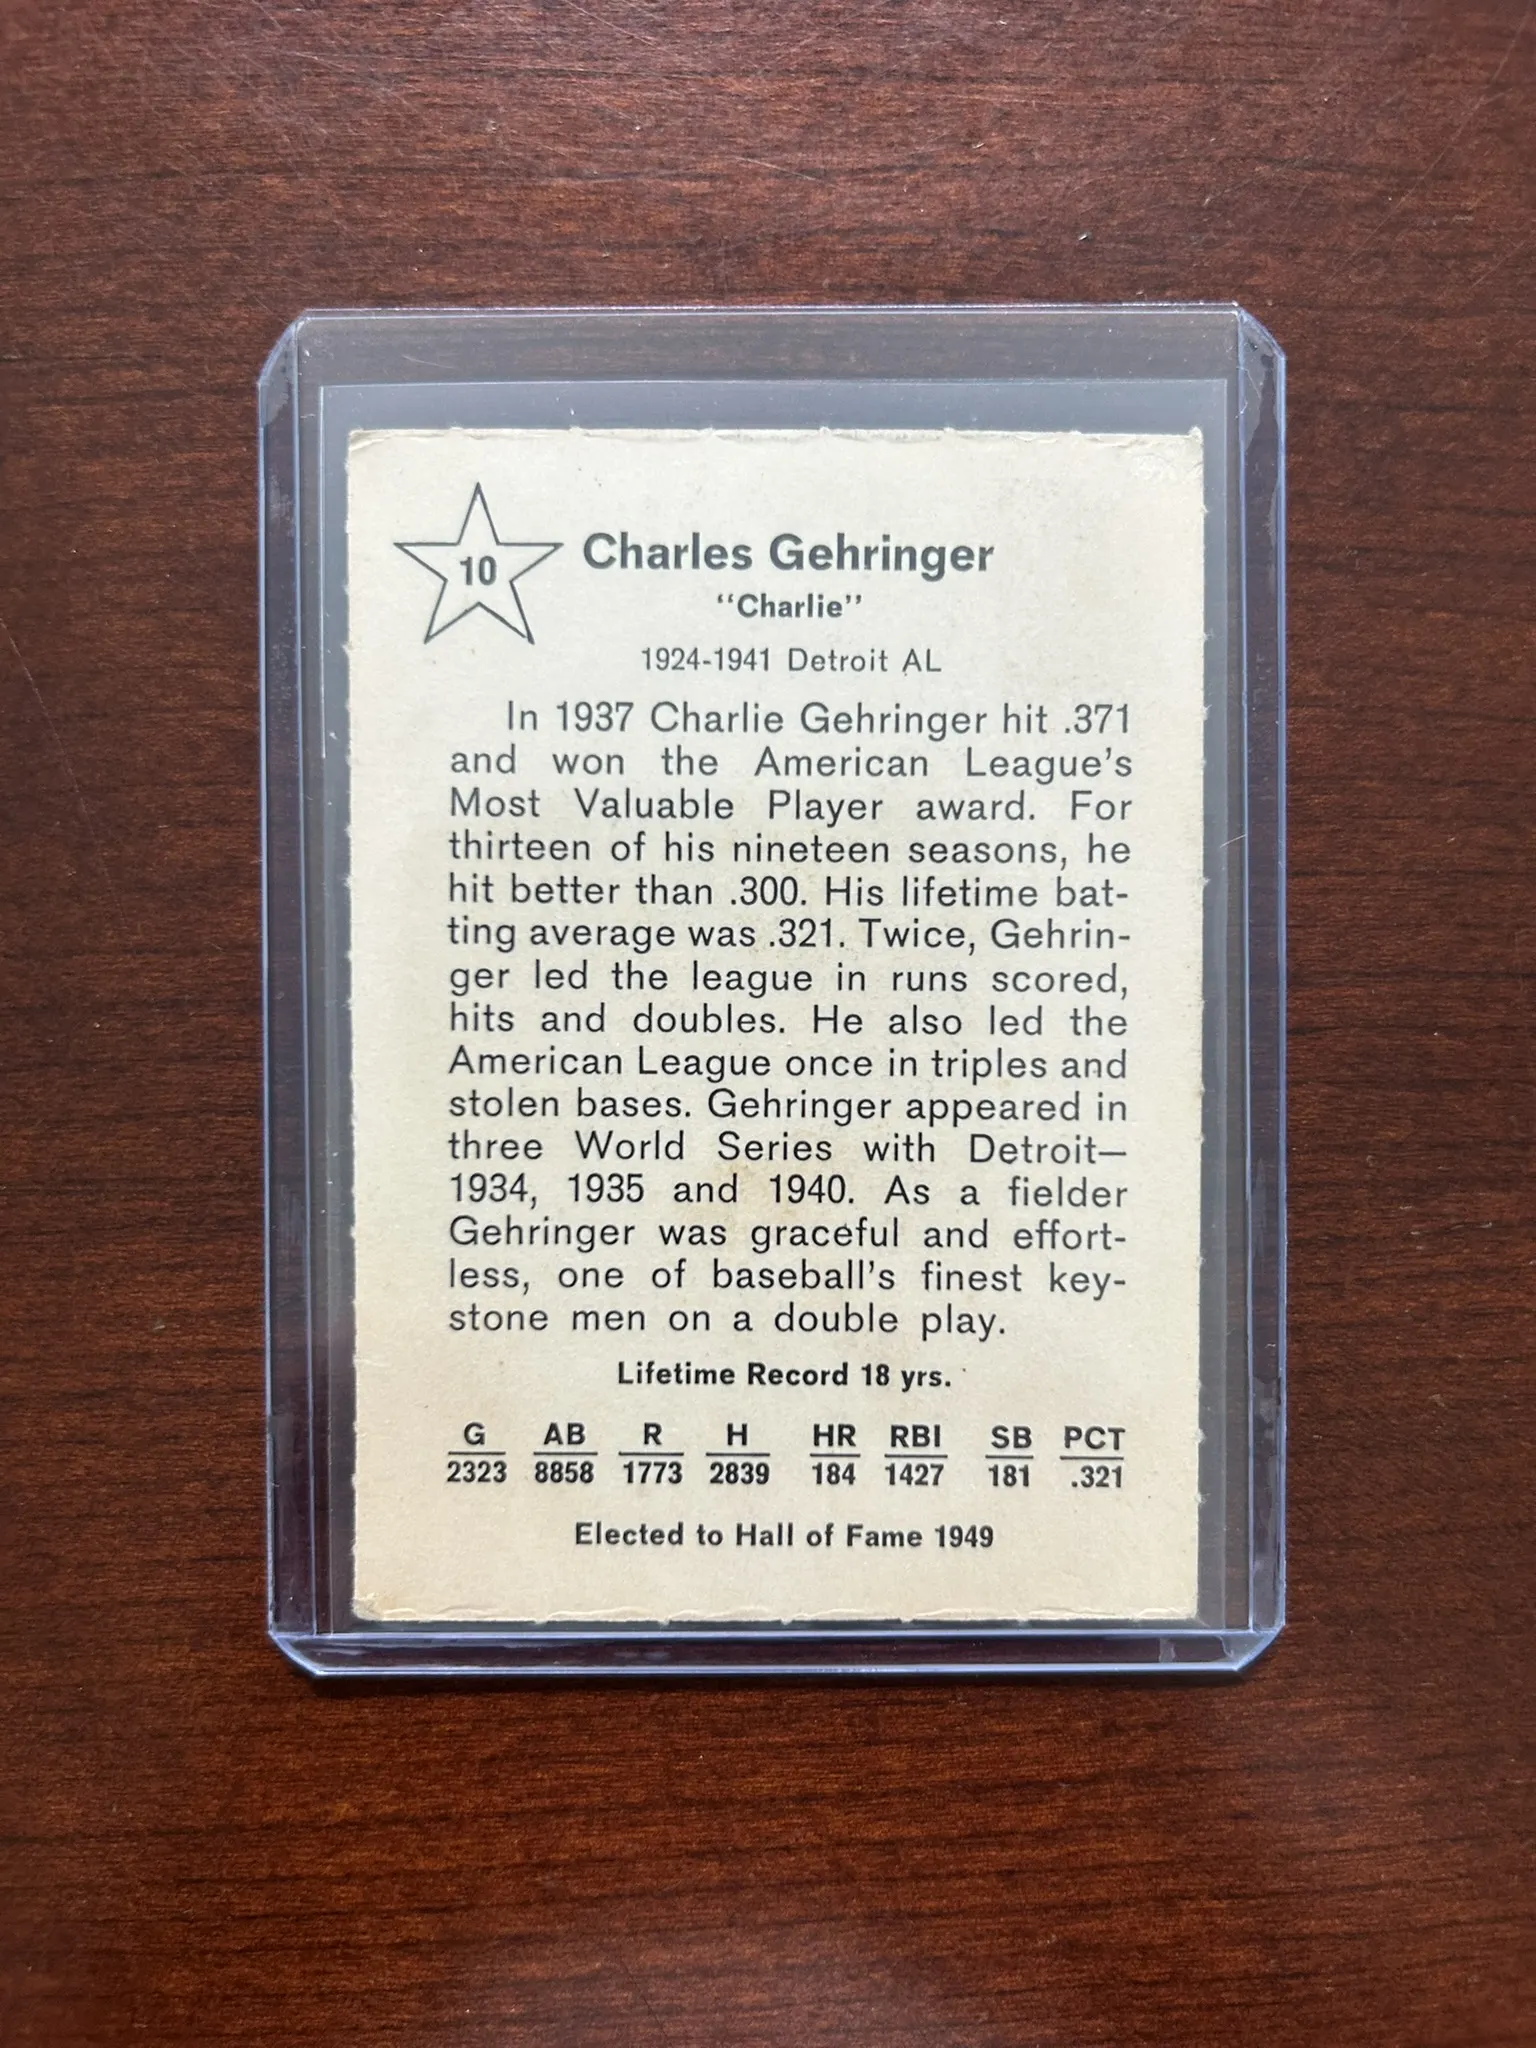 10
Charles Gehringer
“Charlie”
1924-1941 Detroit AL
In 1937 Charlie Gehringer hit .371
and won the American League’s
Most Valuable Player award. For
thirteen of his nineteen seasons, he
hit better than .300. His lifetime bat-
ting average was .321. Twice, Gehrin-
ger led the league in runs scored,
hits and doubles. He also led the
American League once in triples and
stolen bases. Gehringer appeared in
three World Series with Detroit—
1934, 1935 and 1940. As a fielder
Gehringer was graceful and effort-
less, one of baseball’s finest key-
stone men on a double play.
Lifetime Record 18 yrs.
G AB R H HR RBI SB PCT
2323 8858 1773 2839 184 1427 181 .321
Elected to Hall of Fame 1949